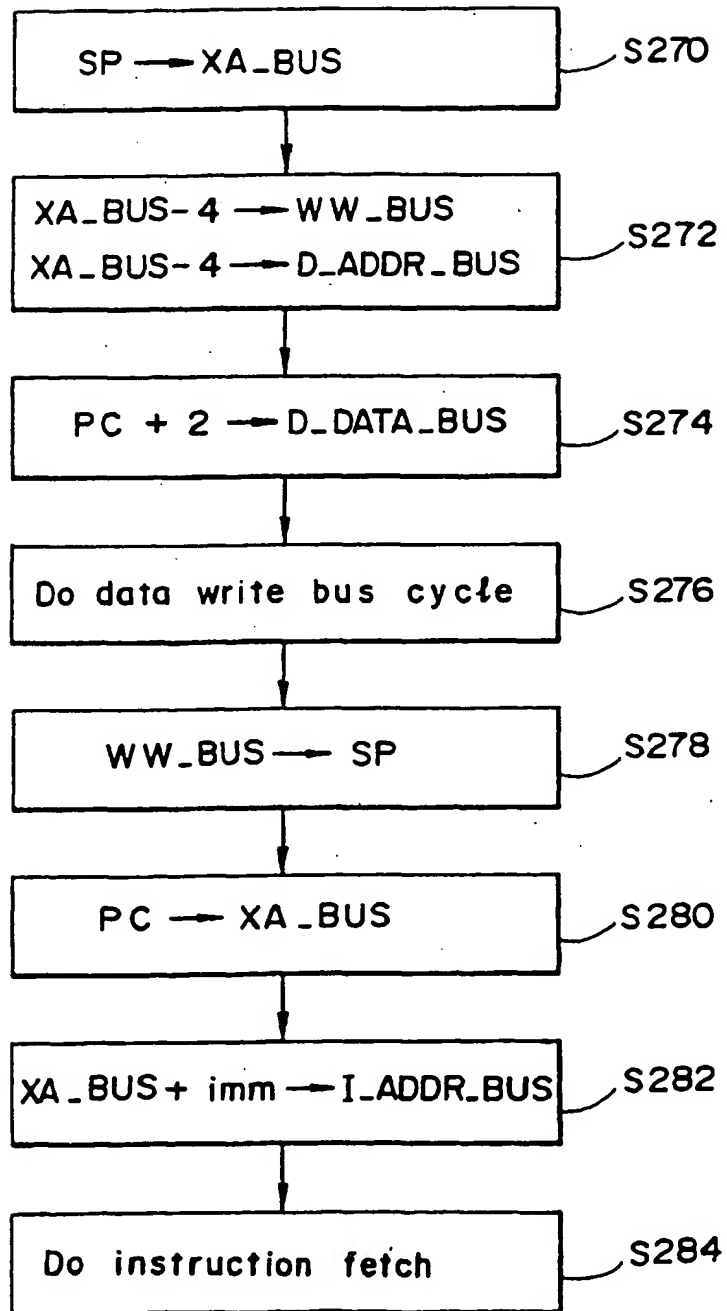 SP → XA_BUS
S270
XA_BUS-4 → WW_BUS
XA_BUS-4 → D_ADDR_BUS
S272
PC + 2 → D_DATA_BUS
S274
Do data write bus cycle
S276
WW_BUS → SP
S278
PC → XA_BUS
S280
XA_BUS + imm → I_ADDR_BUS
S282
Do instruction fetch
S284